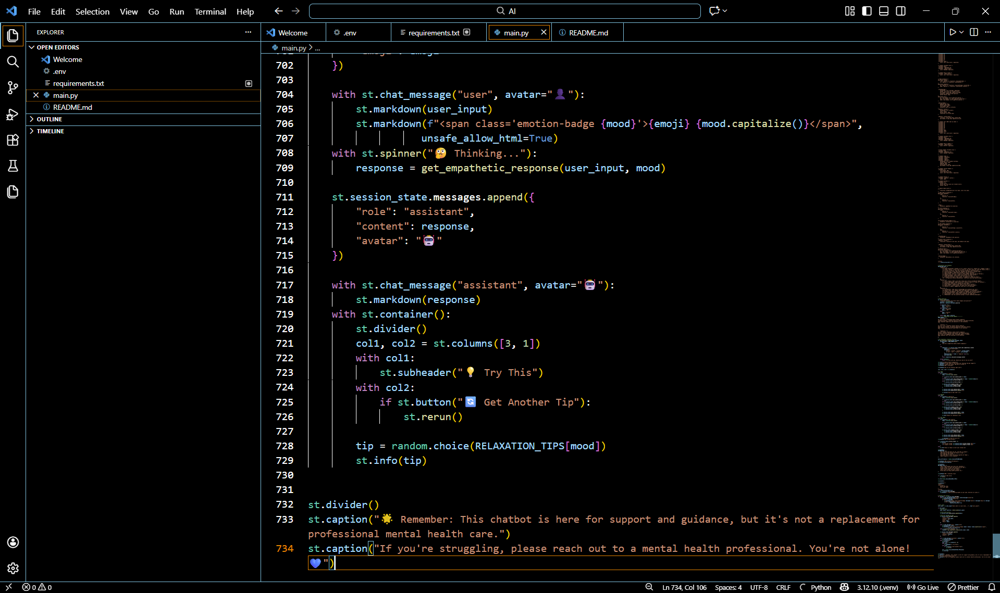 File Edit Selection View Go Run Terminal Help
AI
EXPLORER
OPEN EDITORS
Welcome
.env
requirements.txt
main.py
README.md
OUTLINE
TIMELINE
Welcome .env requirements.txt main.py README.md
main.py > ...
702 })
703
704 with st.chat_message("user", avatar="👤"):
705 st.markdown(user_input)
706 st.markdown(f"<span class='emotion-badge {mood}'>{emoji} {mood.capitalize()}</span>",
707 unsafe_allow_html=True)
708 with st.spinner("🤔 Thinking..."):
709 response = get_empathetic_response(user_input, mood)
710
711 st.session_state.messages.append({
712 "role": "assistant",
713 "content": response,
714 "avatar": "🤖"
715 })
716
717 with st.chat_message("assistant", avatar="🤖"):
718 st.markdown(response)
719 with st.container():
720 st.divider()
721 col1, col2 = st.columns([3, 1])
722 with col1:
723 st.subheader("💡 Try This")
724 with col2:
725 if st.button("🔄 Get Another Tip"):
726 st.rerun()
727
728 tip = random.choice(RELAXATION_TIPS[mood])
729 st.info(tip)
730
731
732 st.divider()
733 st.caption("🌟 Remember: This chatbot is here for support and guidance, but it's not a replacement for
professional mental health care.")
734 st.caption("If you're struggling, please reach out to a mental health professional. You're not alone!
💙")
0 0 Ln 734, Col 106 Spaces: 4 UTF-8 CRLF Python 3.12.10 (.venv) Go Live Prettier